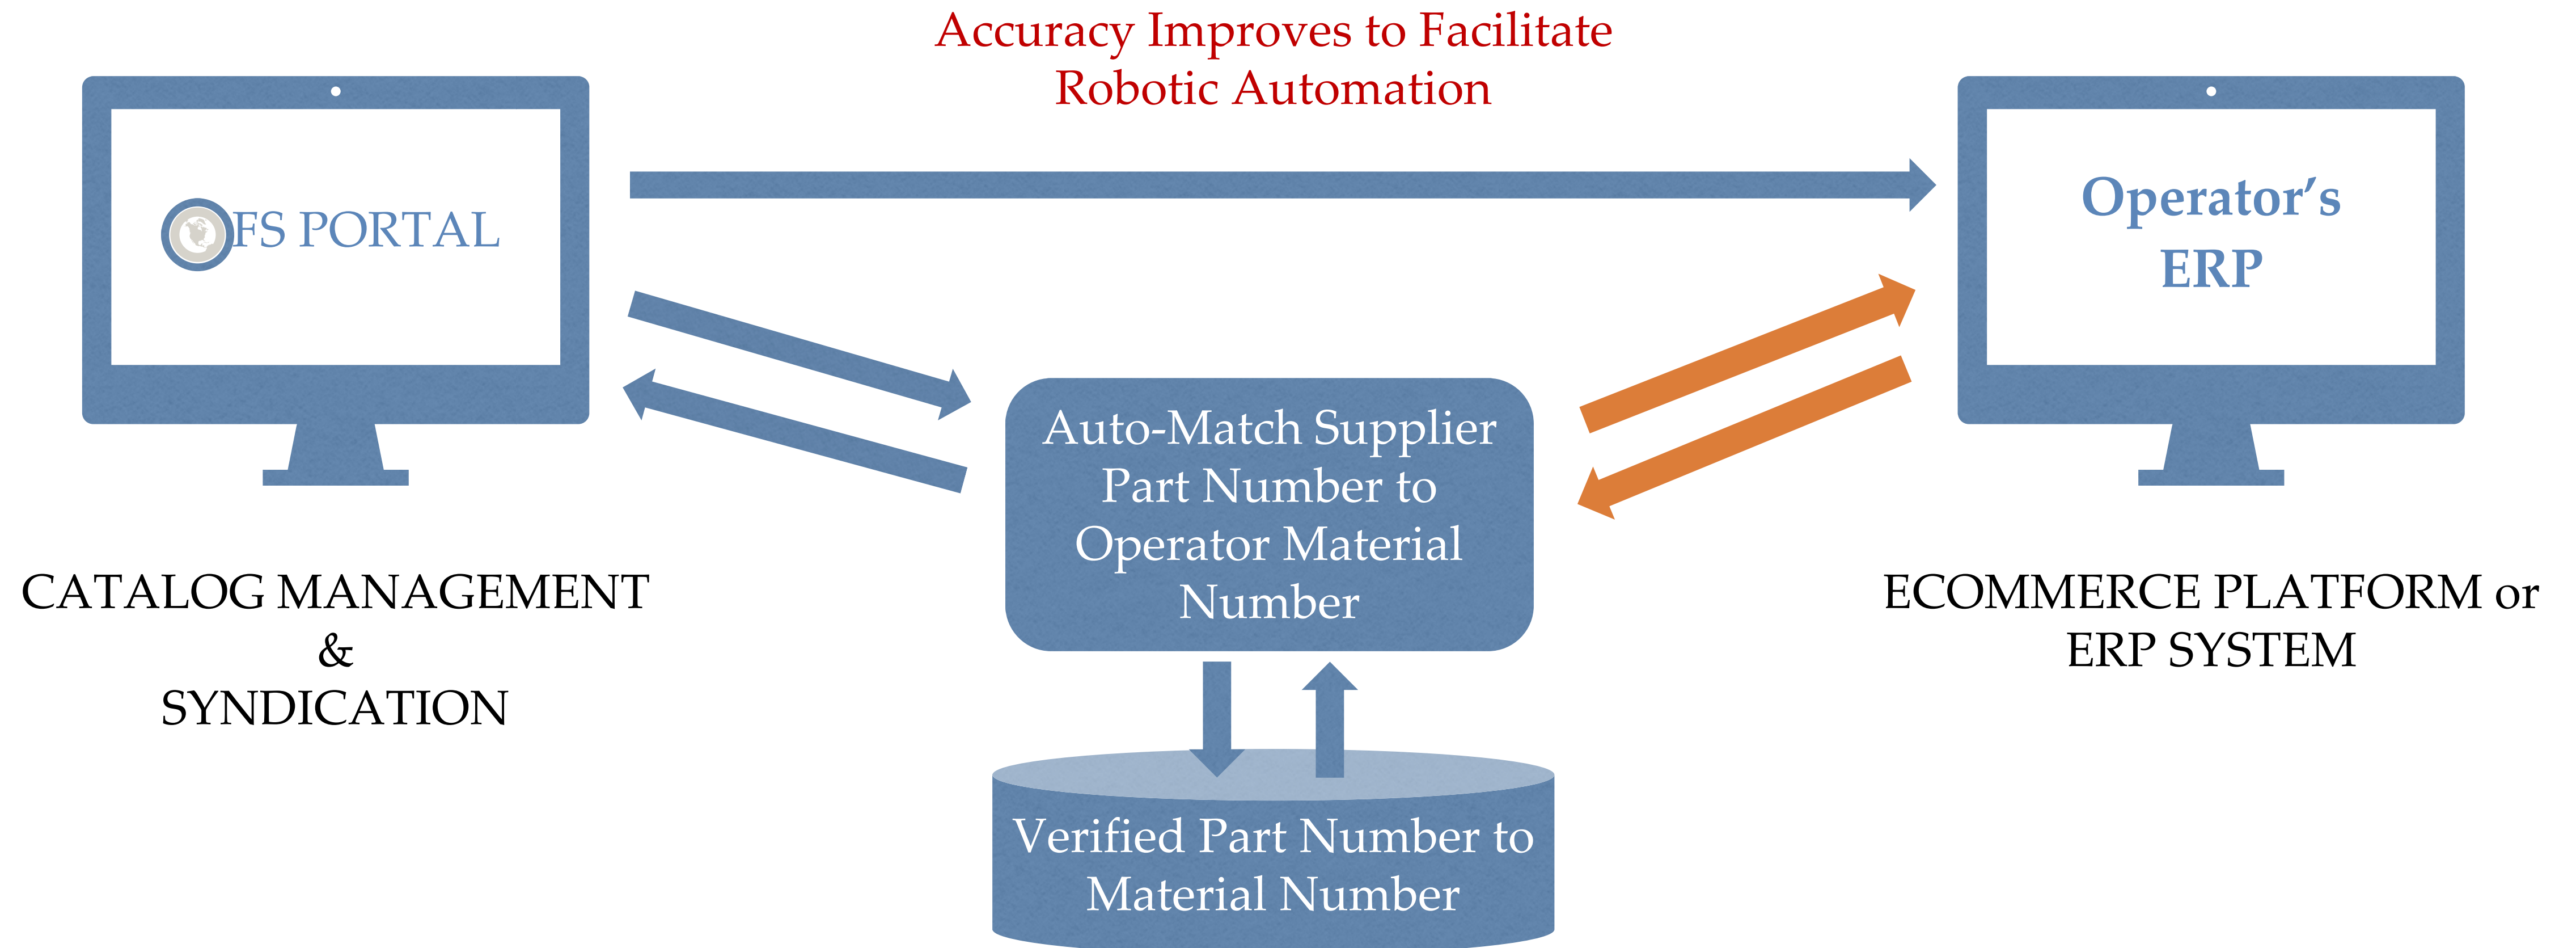 Accuracy Improves to Facilitate
Robotic Automation
OFS PORTAL
Operator’s
ERP
Auto-Match Supplier
Part Number to
Operator Material
Number
CATALOG MANAGEMENT
&
SYNDICATION
ECOMMERCE PLATFORM or
ERP SYSTEM
Verified Part Number to
Material Number